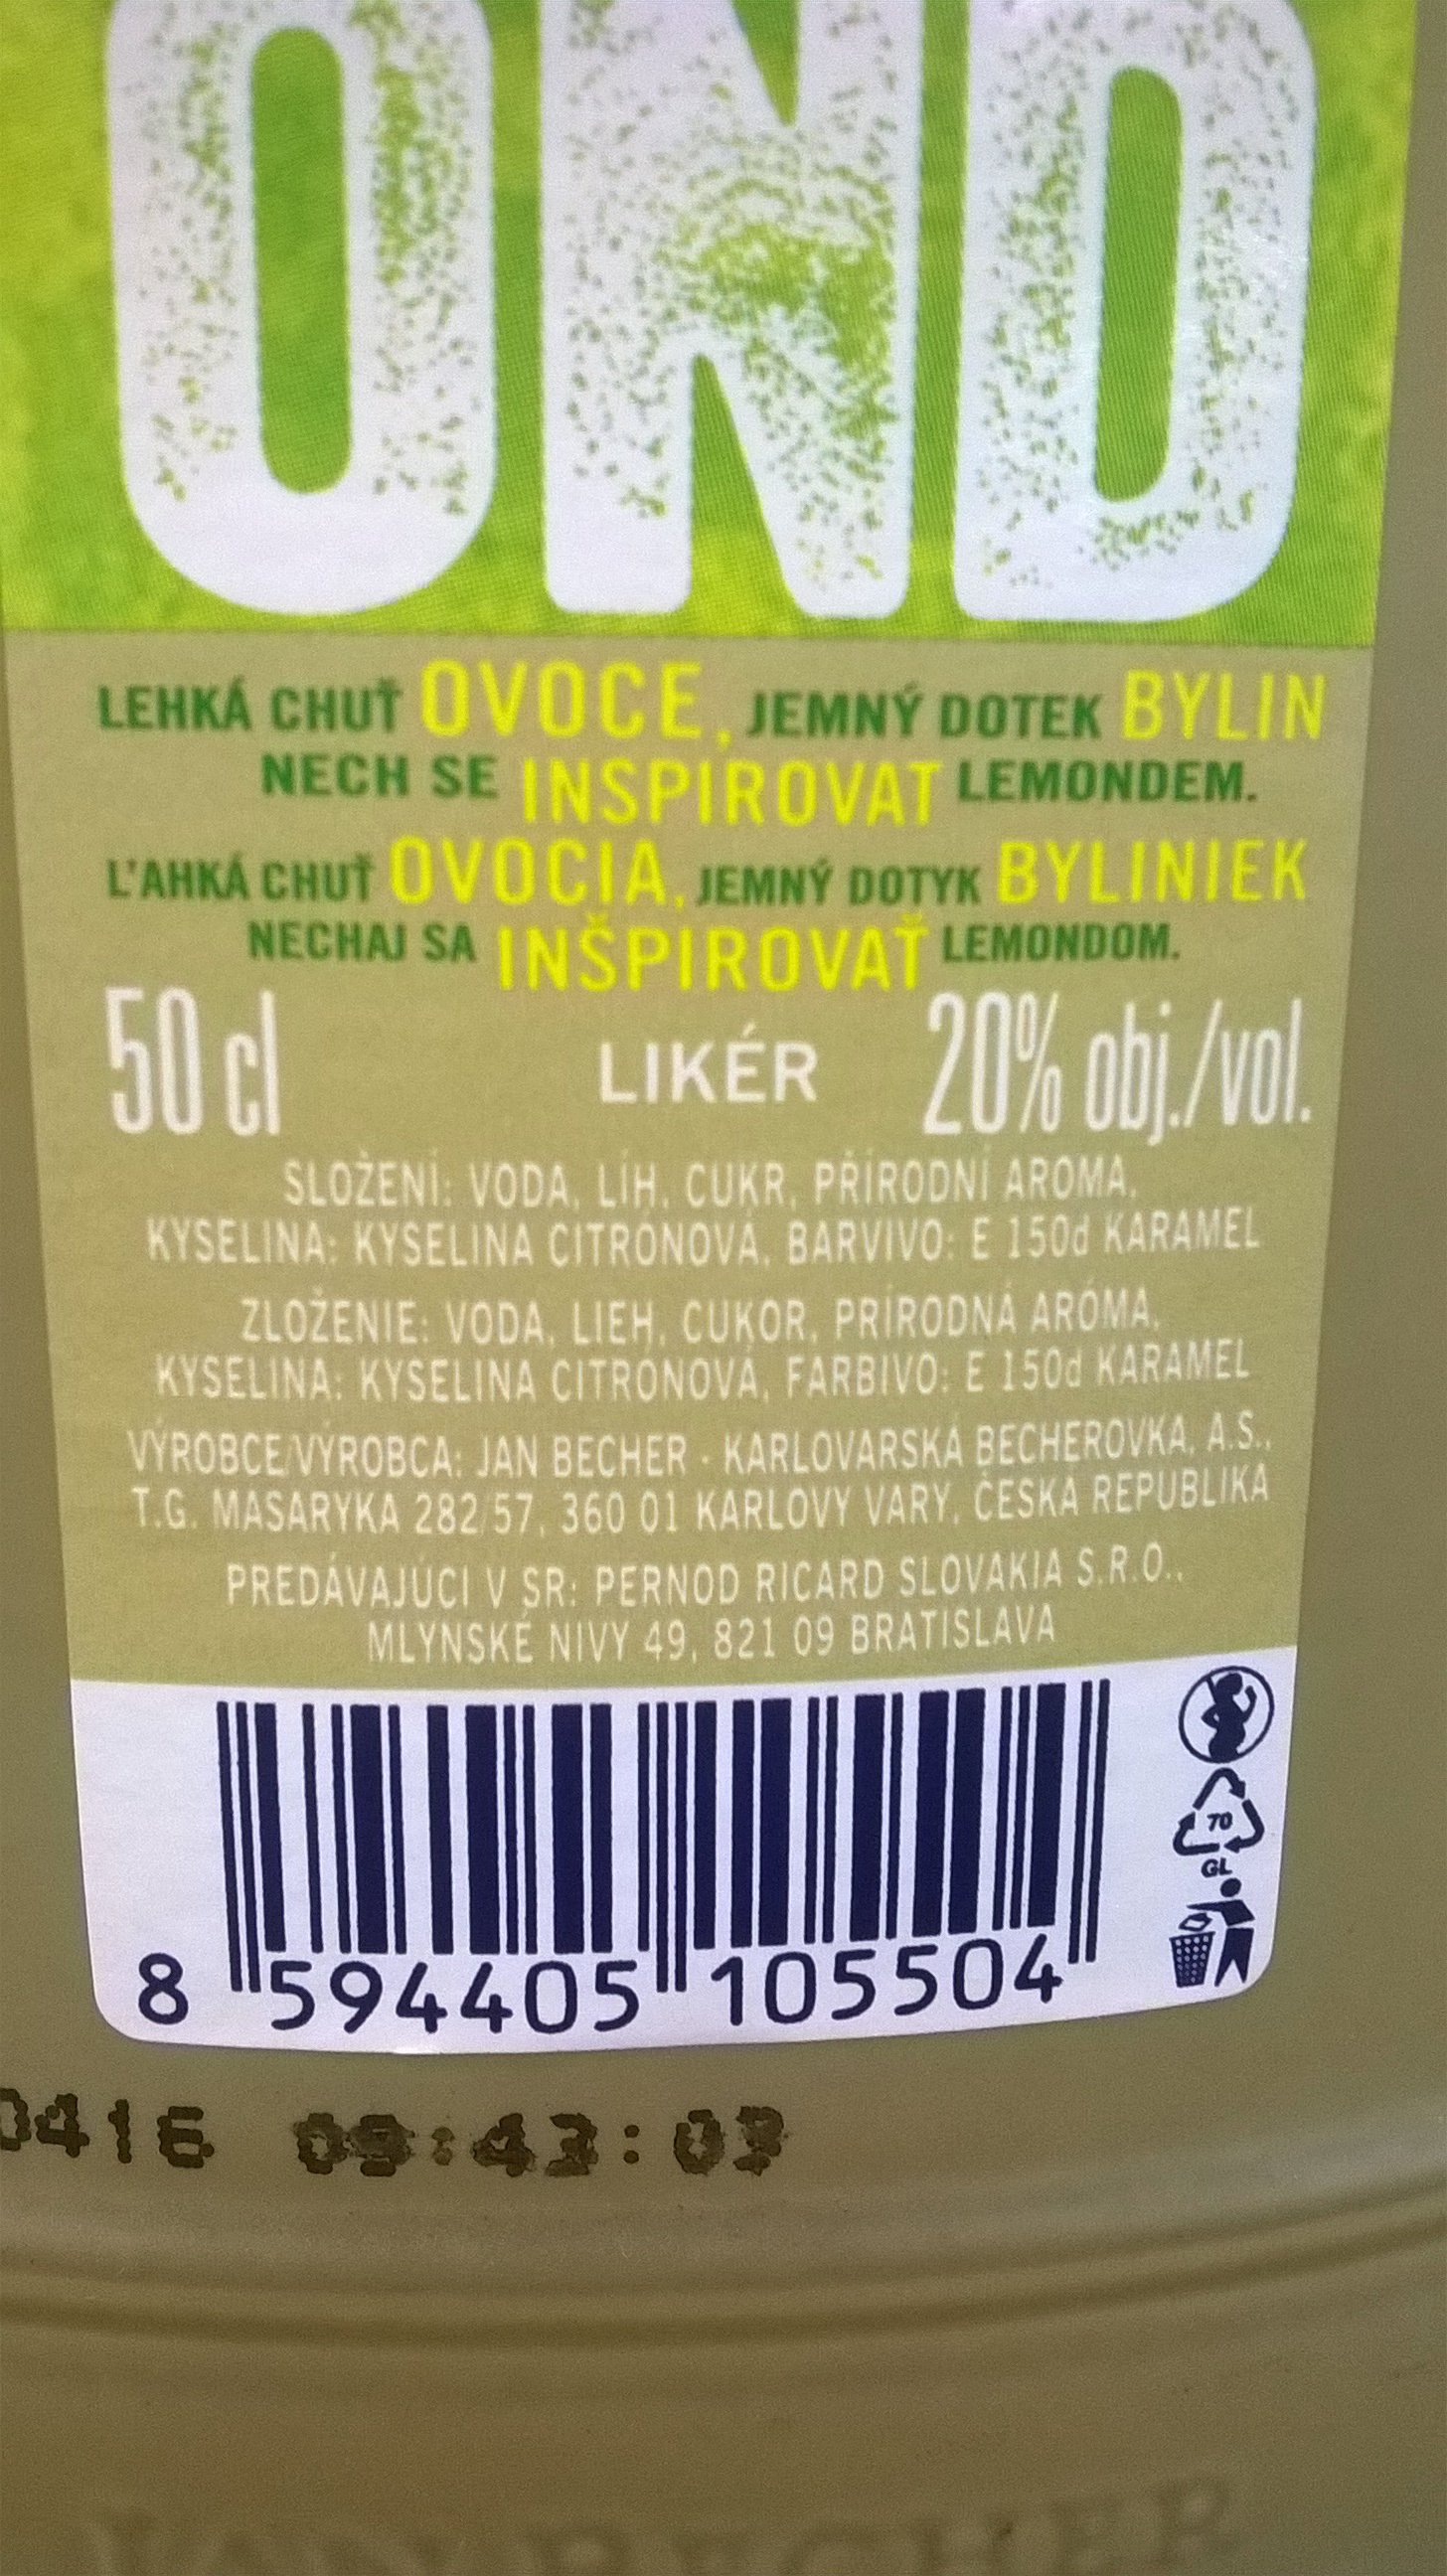 OND
LEHKÁ CHUŤ OVOCE, JEMNÝ DOTEK BYLIN
NECH SE INSPIROVAT LEMONDEM.
ĽAHKÁ CHUŤ OVOCIA, JEMNÝ DOTYK BYLINIEK
NECHAJ SA INŠPIROVAŤ LEMONDOM.
50 cl LIKÉR 20% obj./vol.
SLOŽENÍ: VODA, LÍH, CUKR, PŘÍRODNÍ AROMA,
KYSELINA: KYSELINA CITRÓNOVÁ, BARVIVO: E 150d KARAMEL
ZLOŽENIE: VODA, LIEH, CUKOR, PRÍRODNÁ ARÓMA,
KYSELINA: KYSELINA CITRÓNOVÁ, FARBIVO: E 150d KARAMEL
VÝROBCE/VÝROBCA: JAN BECHER - KARLOVARSKÁ BECHEROVKA, A.S.,
T.G. MASARYKA 282/57, 360 01 KARLOVY VARY, ČESKÁ REPUBLIKA
PREDÁVAJÚCI V SR: PERNOD RICARD SLOVAKIA S.R.O.,
MLYNSKÉ NIVY 49, 821 09 BRATISLAVA
70
GL
8 594405 105504
0416
JAN BECHER